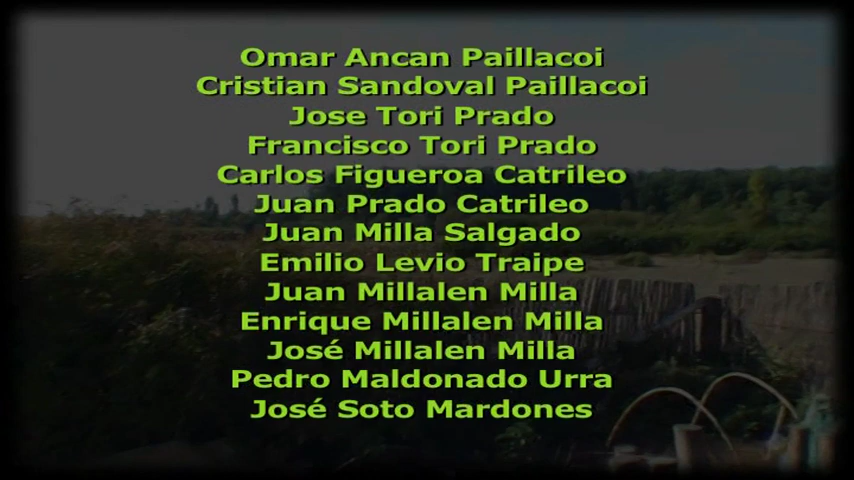 Omar Ancan Paillacoi
Cristian Sandoval Paillacoi
Jose Tori Prado
Francisco Tori Prado
Carlos Figueroa Catrileo
Juan Prado Catrileo
Juan Milla Salgado
Emilio Levio Traipe
Juan Millalen Milla
Enrique Millalen Milla
José Millalen Milla
Pedro Maldonado Urra
José Soto Mardones